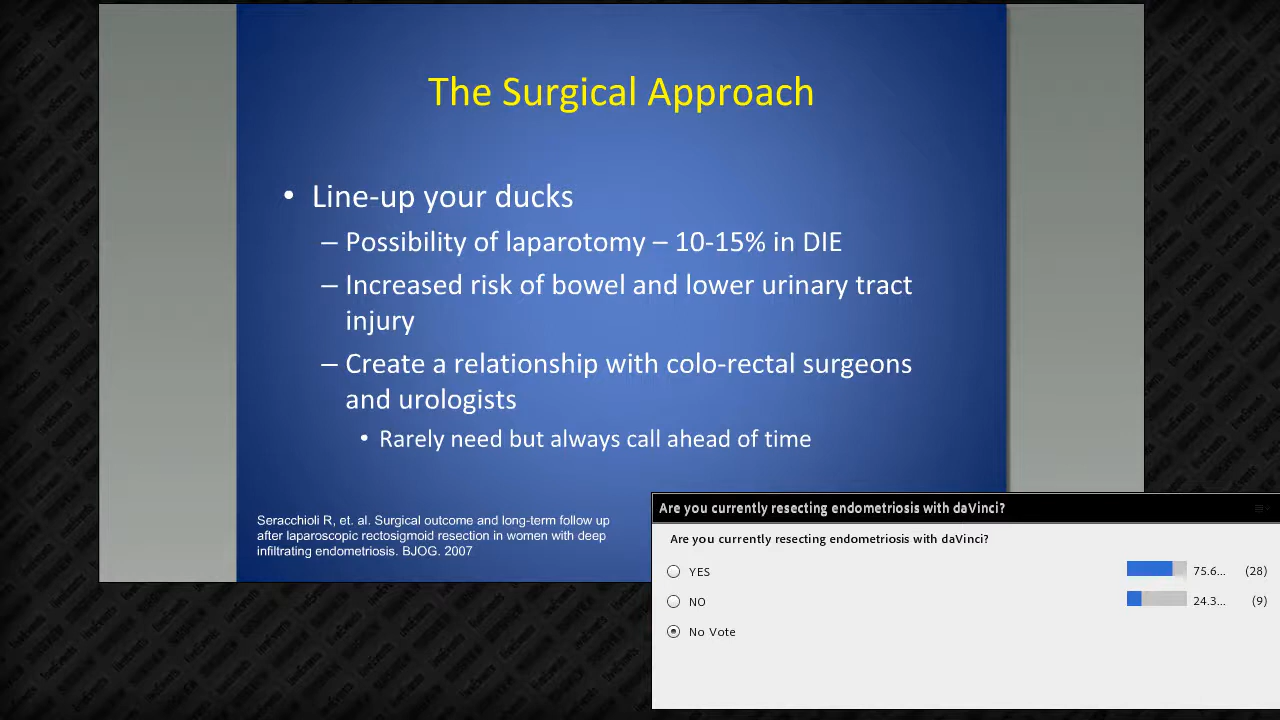 The Surgical Approach
• Line-up your ducks
– Possibility of laparotomy – 10-15% in DIE
– Increased risk of bowel and lower urinary tract
injury
– Create a relationship with colo-rectal surgeons
and urologists
• Rarely need but always call ahead of time
Seracchioli R, et. al. Surgical outcome and long-term follow up
after laparoscopic rectosigmoid resection in women with deep
infiltrating endometriosis. BJOG. 2007
Are you currently resecting endometriosis with daVinci?
Are you currently resecting endometriosis with daVinci?
YES 75.6... (28)
NO 24.3... (9)
No Vote